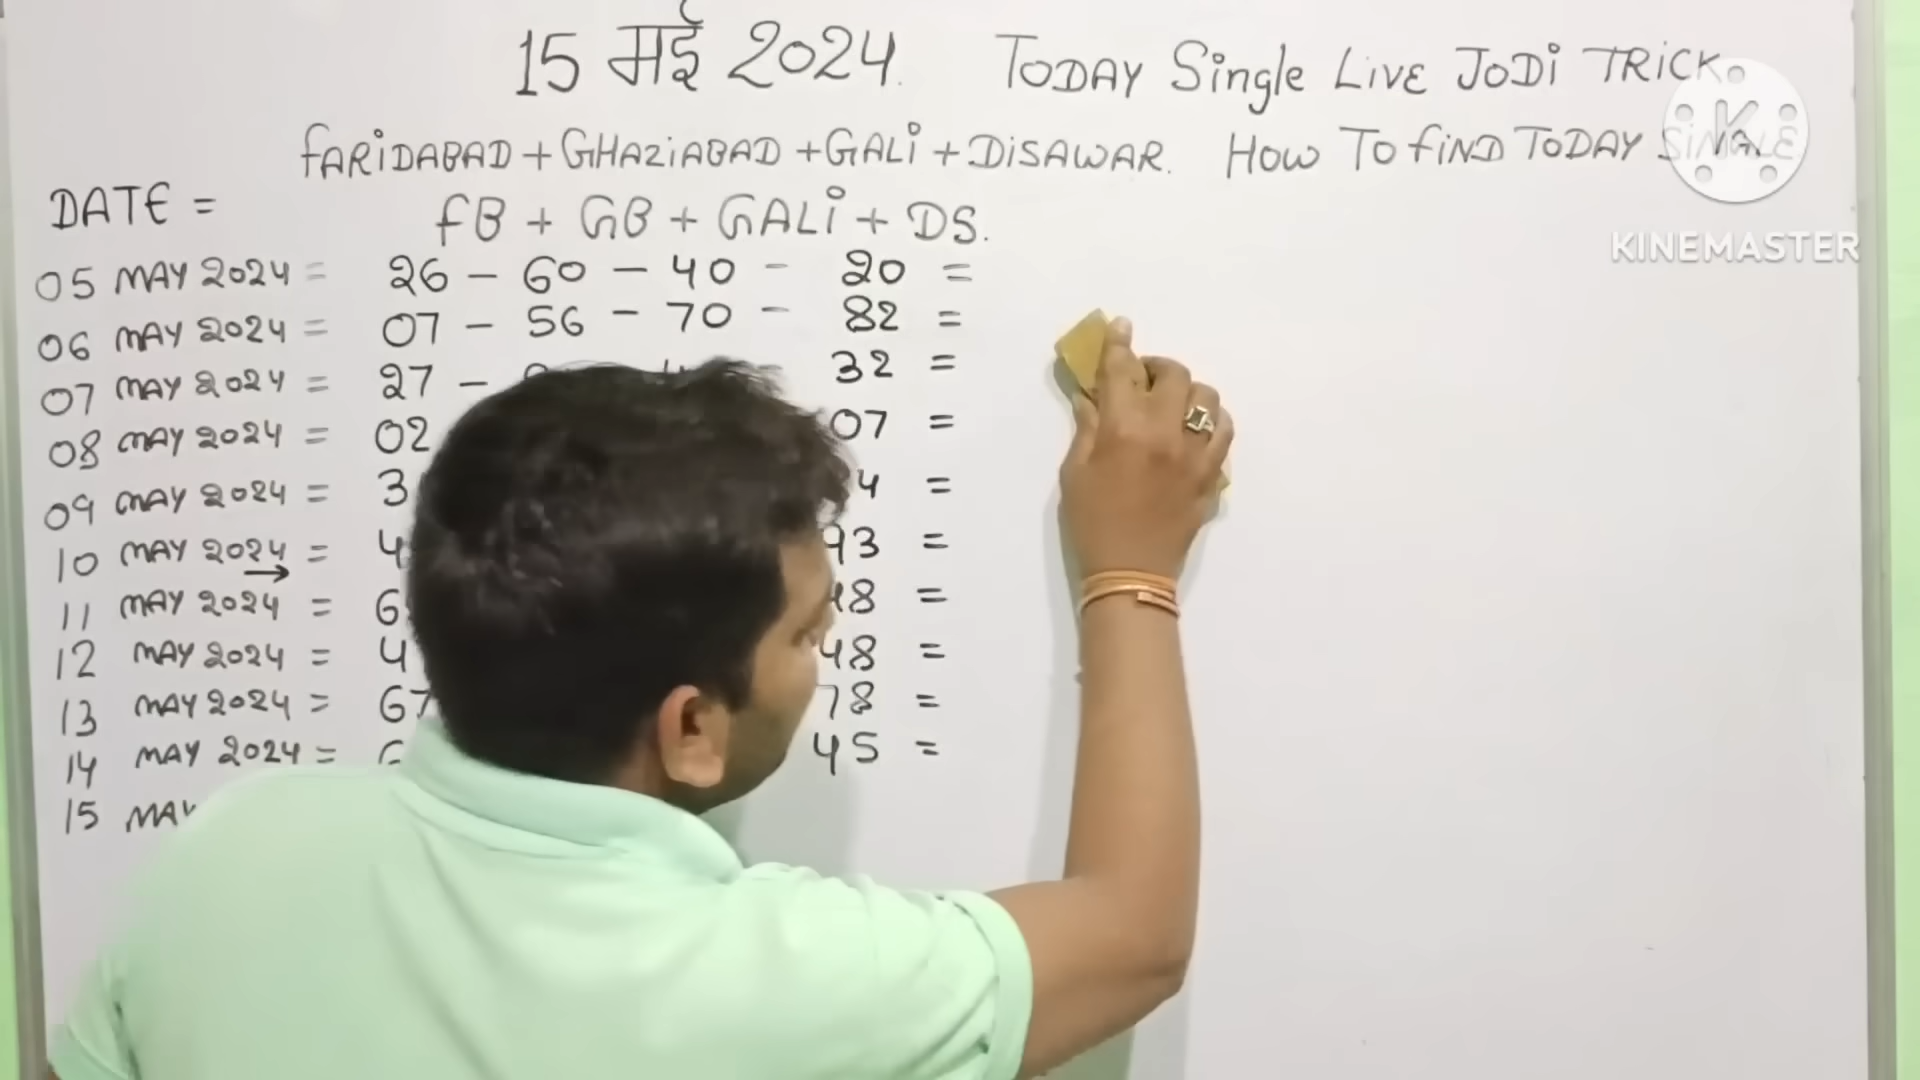 15 मई 2024. TODAY Single LIVE JODi TRiCK.
fARiDABAD + GHAZiABAD + GALi + DiSAWAR. HOW TO fiND TODAY SiNGLE
KINEMASTER
DATE = fB + GB + GALi + DS.
05 MAY 2024 = 26 - 60 - 40 - 20 =
06 MAY 2024 = 07 - 56 - 70 - 82 =
07 MAY 2024 = 27 - 32 =
08 MAY 2024 = 02 07 =
09 MAY 2024 = 3 4 =
10 MAY 2024 = 4 93 =
11 MAY 2024 = 6 8 =
12 MAY 2024 = 4 48 =
13 MAY 2024 = 67 78 =
14 MAY 2024 = 6 45 =
15 MAY